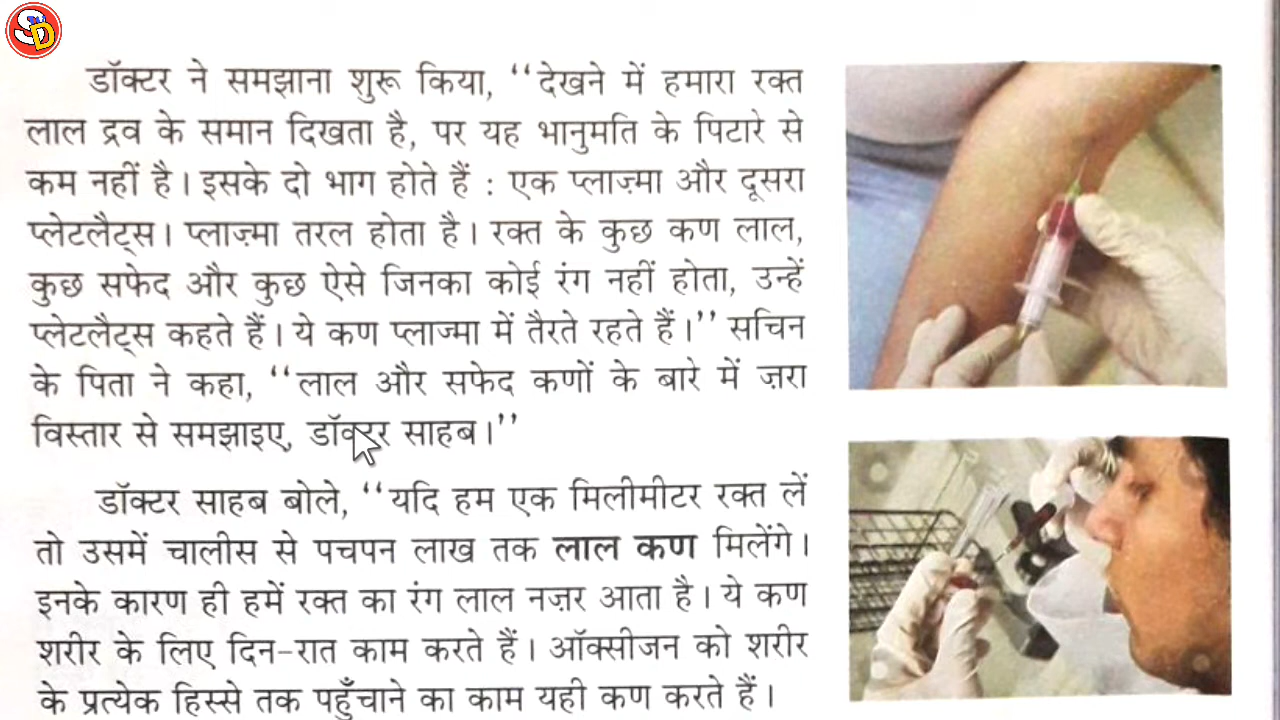 SD
डॉक्टर ने समझाना शुरू किया, ‘‘देखने में हमारा रक्त
लाल द्रव के समान दिखता है, पर यह भानुमति के पिटारे से
कम नहीं है। इसके दो भाग होते हैं : एक प्लाज़्मा और दूसरा
प्लेटलैट्स। प्लाज़्मा तरल होता है। रक्त के कुछ कण लाल,
कुछ सफेद और कुछ ऐसे जिनका कोई रंग नहीं होता, उन्हें
प्लेटलैट्स कहते हैं। ये कण प्लाज्मा में तैरते रहते हैं।’’ सचिन
के पिता ने कहा, ‘‘लाल और सफेद कणों के बारे में ज़रा
विस्तार से समझाइए, डॉक्टर साहब।’’
डॉक्टर साहब बोले, ‘‘यदि हम एक मिलीमीटर रक्त लें
तो उसमें चालीस से पचपन लाख तक लाल कण मिलेंगे।
इनके कारण ही हमें रक्त का रंग लाल नज़र आता है। ये कण
शरीर के लिए दिन-रात काम करते हैं। ऑक्सीजन को शरीर
के प्रत्येक हिस्से तक पहुँचाने का काम यही कण करते हैं।